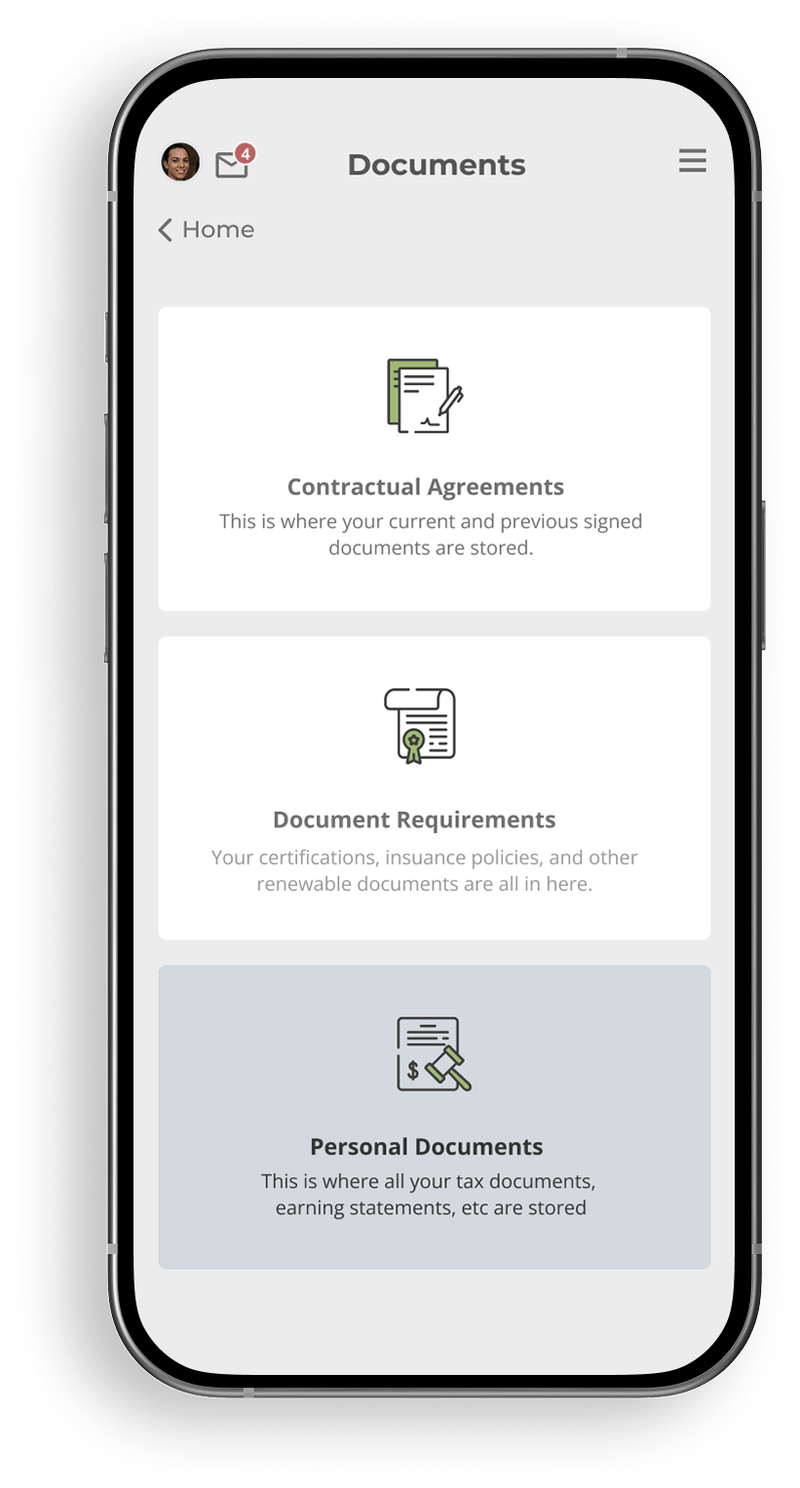 4
Documents
Home
Contractual Agreements
This is where your current and previous signed
documents are stored.
Document Requirements
Your certifications, insuance policies, and other
renewable documents are all in here.
$
Personal Documents
This is where all your tax documents,
earning statements, etc are stored